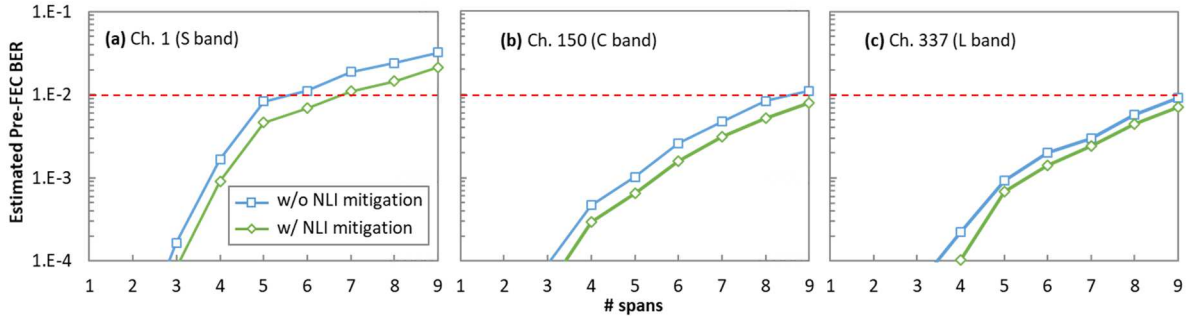 1.E-1
1.E-2
1.E-3
1.E-4
Estimated Pre-FEC BER
(a) Ch. 1 (S band)
w/o NLI mitigation
w/ NLI mitigation
1 2 3 4 5 6 7 8 9
(b) Ch. 150 (C band)
1 2 3 4 5 6 7 8 9
(c) Ch. 337 (L band)
1 2 3 4 5 6 7 8 9
# spans